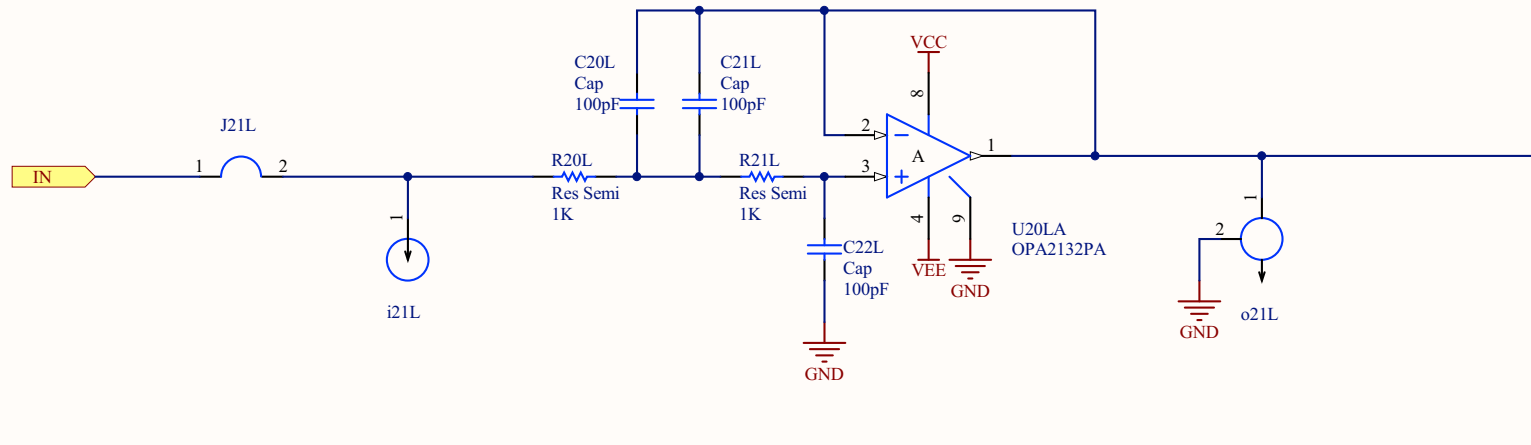 VCC
C20L
Cap
100pF
C21L
Cap
100pF
8
J21L
2
1
A
IN
1
2
R20L
Res Semi
1K
R21L
Res Semi
1K
3
1
4
9
U20LA
OPA2132PA
1
2
C22L
Cap
100pF
VEE
GND
i21L
o21L
GND
GND